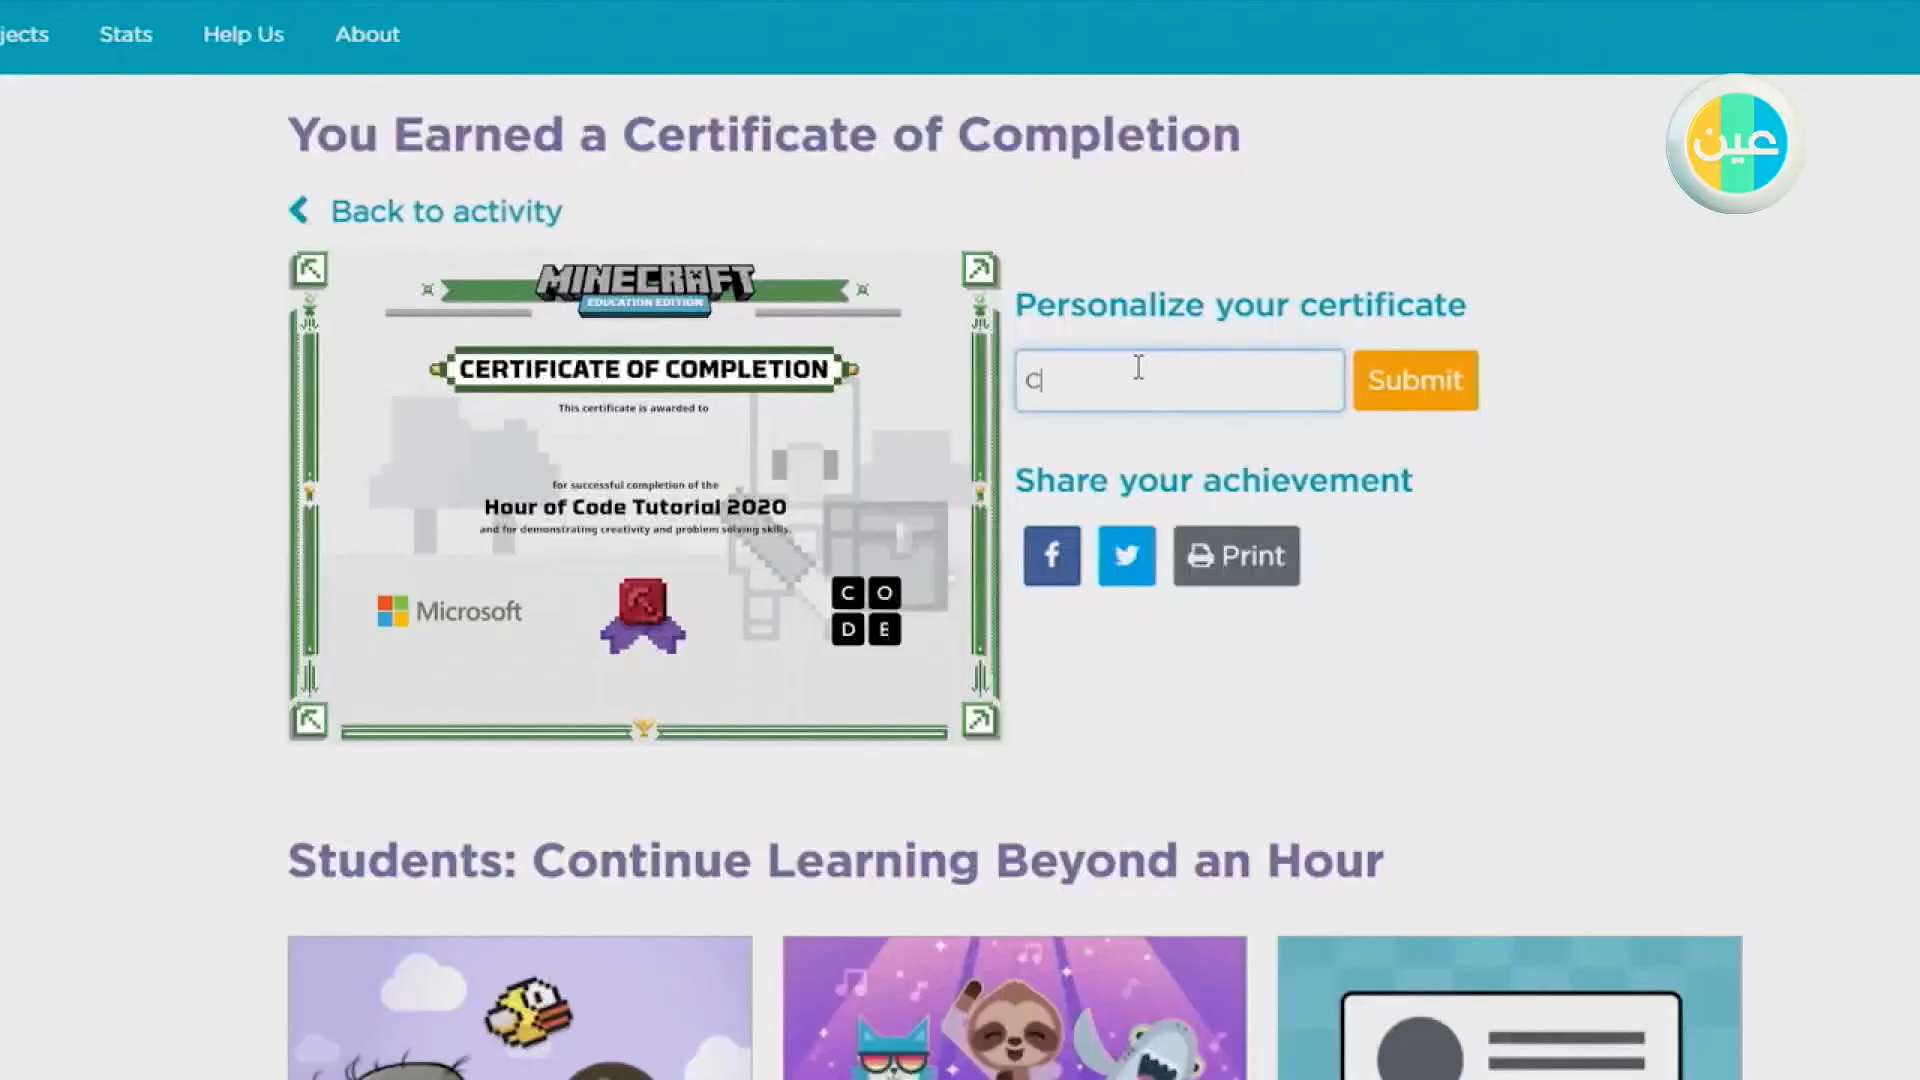 jects Stats Help Us About
عين
You Earned a Certificate of Completion
Back to activity
MINECRAFT
EDUCATION EDITION
CERTIFICATE OF COMPLETION
This certificate is awarded to
for successful completion of the
Hour of Code Tutorial 2020
and for demonstrating creativity and problem solving skills.
Microsoft
C O
D E
Personalize your certificate
C
Submit
Share your achievement
f
Print
Students: Continue Learning Beyond an Hour